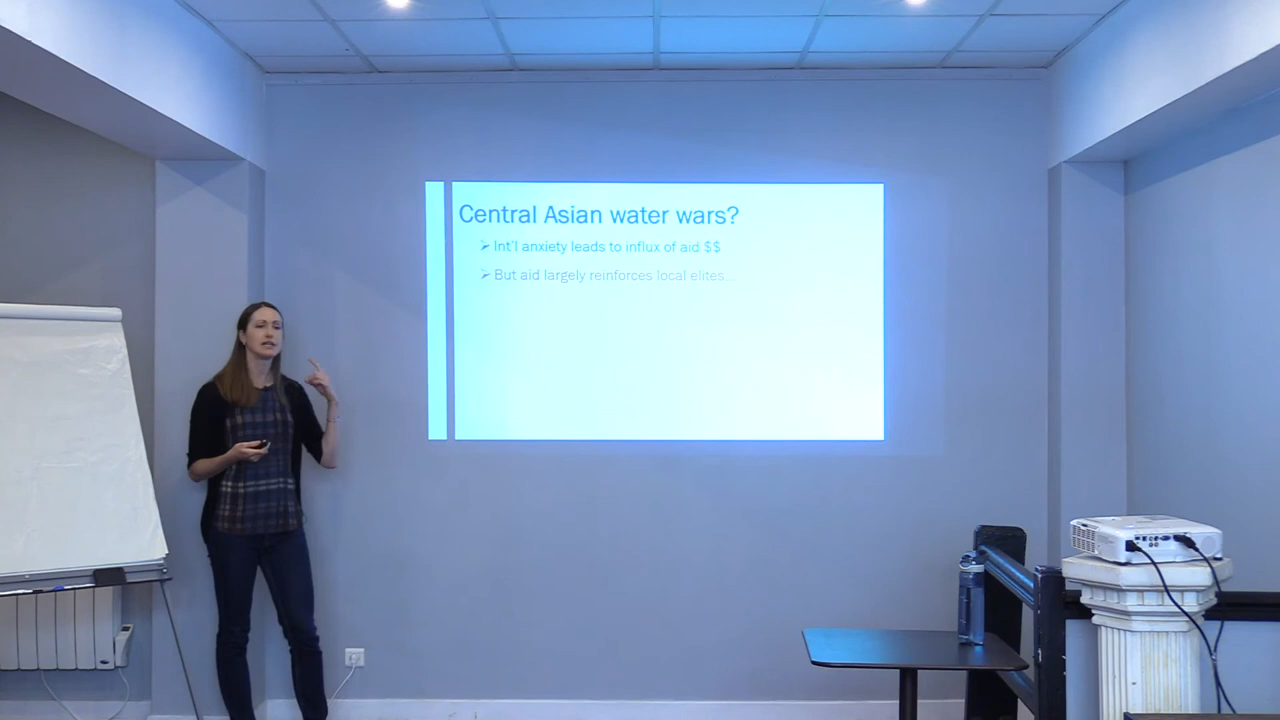 Central Asian water wars?
➢ Int'l anxiety leads to influx of aid $$
➢ But aid largely reinforces local elites...